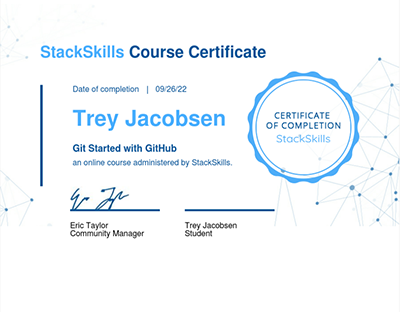 StackSkills Course Certificate
Date of completion | 09/26/22
Trey Jacobsen
Git Started with GitHub
an online course administered by StackSkills.
CERTIFICATE
OF COMPLETION
StackSkills
Eric Taylor
Community Manager
Trey Jacobsen
Student